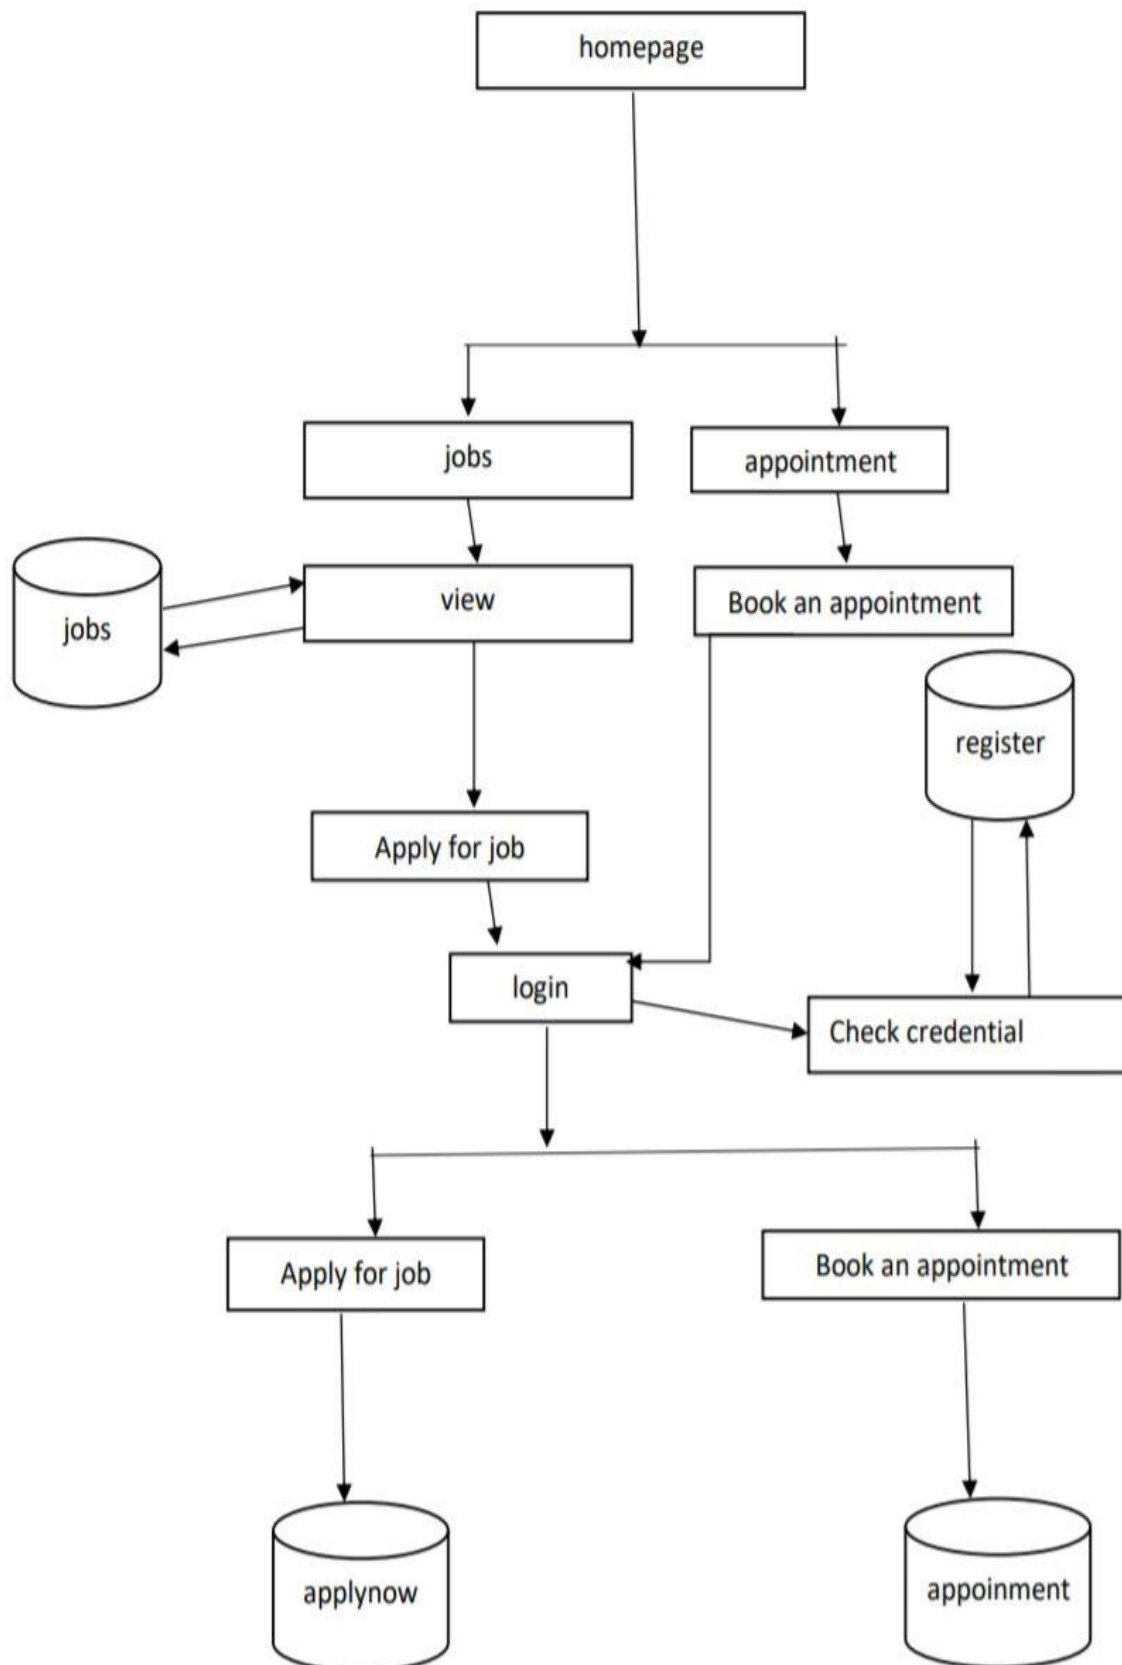 homepage
jobs
appointment
view
Book an appointment
jobs
register
Apply for job
login
Check credential
Apply for job
Book an appointment
applynow
appoinment